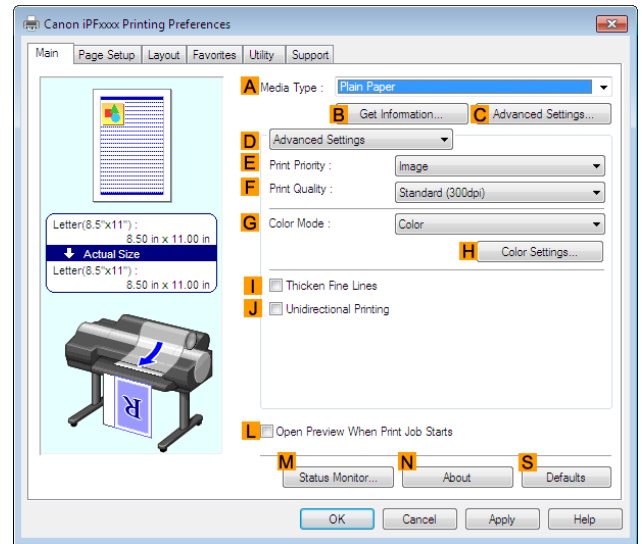 Canon iPFxxxx Printing Preferences
Main Page Setup Layout Favorites Utility Support
A Media Type : Plain Paper
B Get Information... C Advanced Settings...
D Advanced Settings
E Print Priority : Image
F Print Quality : Standard (300dpi)
G Color Mode : Color
H Color Settings...
I Thicken Fine Lines
J Unidirectional Printing
Letter(8.5"x11") :
8.50 in x 11.00 in
Actual Size
Letter(8.5"x11") :
8.50 in x 11.00 in
R
L Open Preview When Print Job Starts
M Status Monitor... N About S Defaults
OK Cancel Apply Help